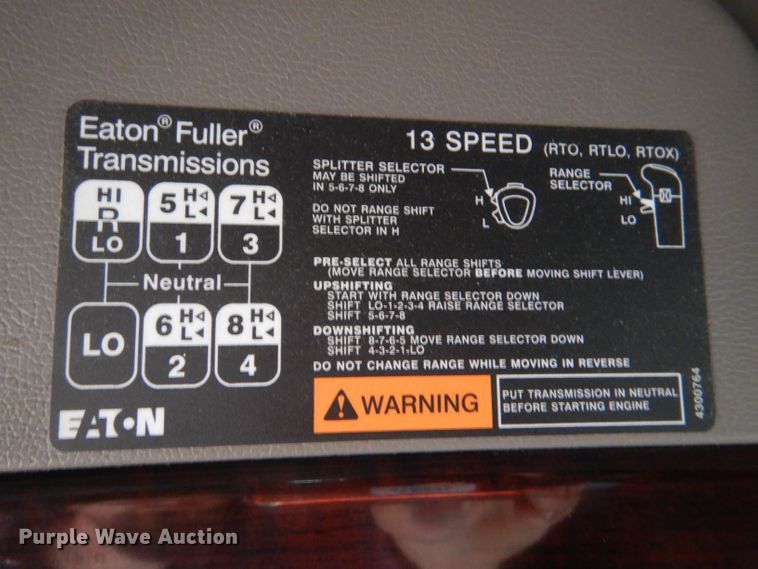 Eaton® Fuller®
Transmissions
13 SPEED (RTO, RTLO, RTOX)
HI
R
LO
5 H
L
1
7 H
L
3
Neutral
LO
6 H
L
2
8 H
L
4
EATON
SPLITTER SELECTOR
MAY BE SHIFTED
IN 5-6-7-8 ONLY
DO NOT RANGE SHIFT
WITH SPLITTER
SELECTOR IN H
H
L
RANGE
SELECTOR
HI
LO
PRE-SELECT ALL RANGE SHIFTS
(MOVE RANGE SELECTOR BEFORE MOVING SHIFT LEVER)
UPSHIFTING
START WITH RANGE SELECTOR DOWN
SHIFT LO-1-2-3-4 RAISE RANGE SELECTOR
SHIFT 5-6-7-8
DOWNSHIFTING
SHIFT 8-7-6-5 MOVE RANGE SELECTOR DOWN
SHIFT 4-3-2-1-LO
DO NOT CHANGE RANGE WHILE MOVING IN REVERSE
WARNING
PUT TRANSMISSION IN NEUTRAL
BEFORE STARTING ENGINE
4300764
Purple Wave Auction